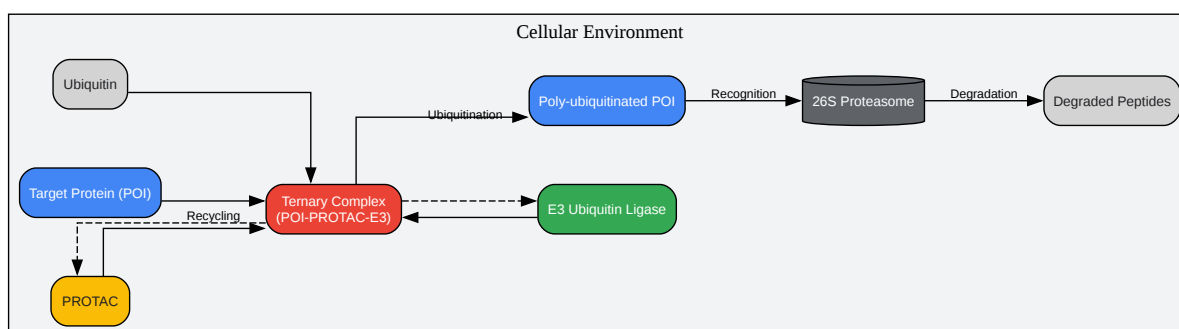 Cellular Environment
Ubiquitin
Poly-ubiquitinated POI
Recognition
26S Proteasome
Degradation
Degraded Peptides
Ubiquitination
Target Protein (POI)
Ternary Complex
(POI-PROTAC-E3)
E3 Ubiquitin Ligase
Recycling
PROTAC